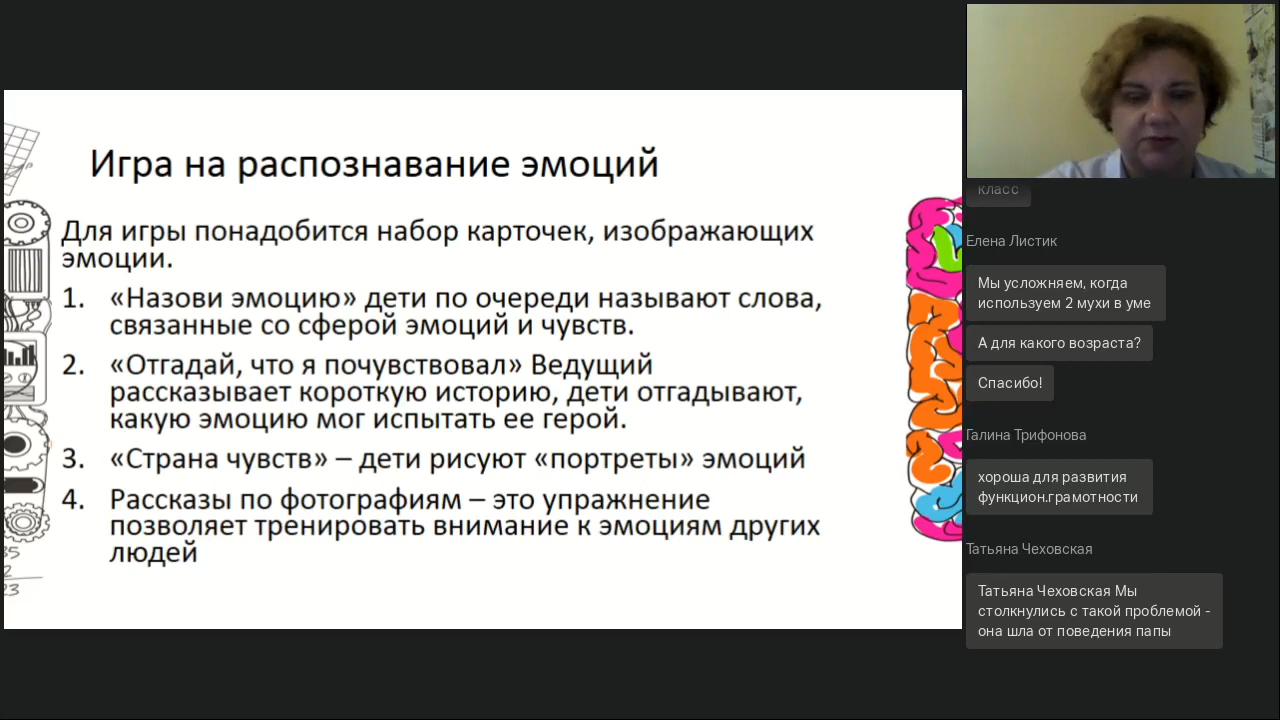 Игра на распознавание эмоций
Для игры понадобится набор карточек, изображающих
эмоции.
1. «Назови эмоцию» дети по очереди называют слова,
связанные со сферой эмоций и чувств.
2. «Отгадай, что я почувствовал» Ведущий
рассказывает короткую историю, дети отгадывают,
какую эмоцию мог испытать ее герой.
3. «Страна чувств» – дети рисуют «портреты» эмоций
4. Рассказы по фотографиям – это упражнение
позволяет тренировать внимание к эмоциям других
людей
класс
Елена Листик
Мы усложняем, когда
используем 2 мухи в уме
А для какого возраста?
Спасибо!
Галина Трифонова
хороша для развития
функцион.грамотности
Татьяна Чеховская
Татьяна Чеховская Мы
столкнулись с такой проблемой -
она шла от поведения папы